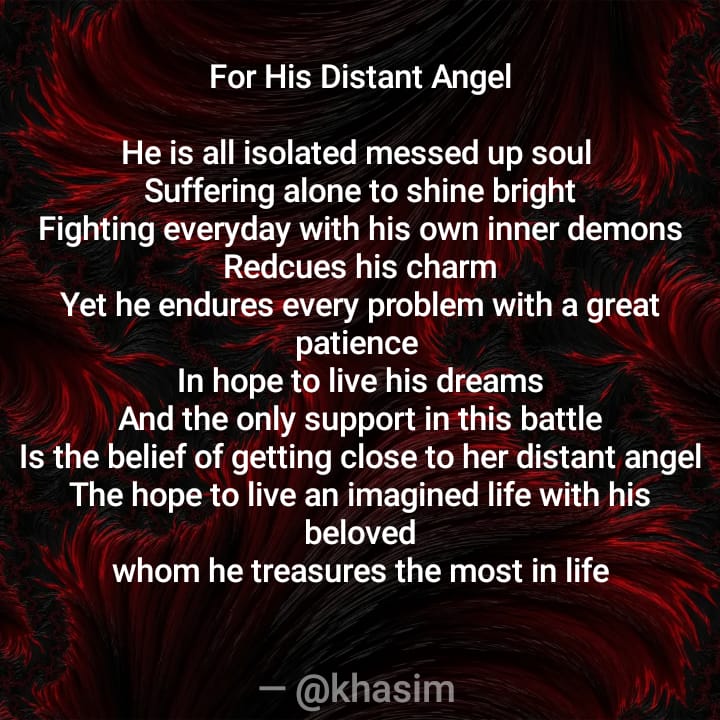 For His Distant Angel
He is all isolated messed up soul
Suffering alone to shine bright
Fighting everyday with his own inner demons
Redcues his charm
Yet he endures every problem with a great
patience
In hope to live his dreams
And the only support in this battle
Is the belief of getting close to her distant angel
The hope to live an imagined life with his
beloved
whom he treasures the most in life
— @khasim